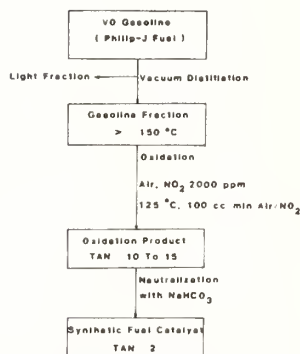 VO Gasoline
( Philip-J Fuel )
Light Fraction
Vacuum Distillation
Gasoline Fraction
> 150 °C
Oxidation
Air, NO2 2000 ppm
125 °C, 100 cc min Air/NO2
Oxidation Product
TAN 10 To 15
Neutralization
with NaHCO3
Synthetic Fuel Catalyst
TAN 2